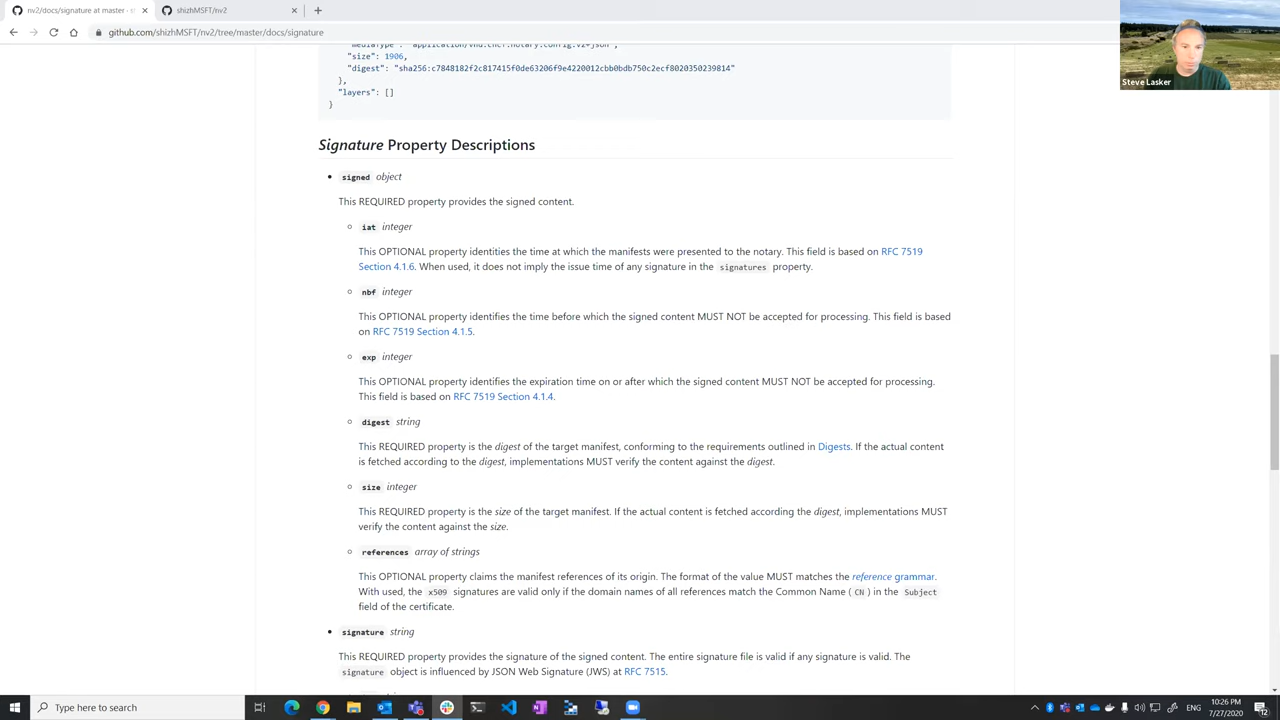 nv2/docs/signature at master · s
shizhMSFT/nv2
github.com/shizhMSFT/nv2/tree/master/docs/signature
Steve Lasker
"mediaType": "application/vnd.cncf.notary.config.v2+json",
"size": 1906,
"digest": "sha256:c7848182f2c817415f0de63206f9e4220012cbb0bdb750c2ecf8020350239814"
},
"layers": []
}
Signature Property Descriptions
signed object
This REQUIRED property provides the signed content.
iat integer
This OPTIONAL property identities the time at which the manifests were presented to the notary. This field is based on RFC 7519
Section 4.1.6. When used, it does not imply the issue time of any signature in the signatures property.
nbf integer
This OPTIONAL property identifies the time before which the signed content MUST NOT be accepted for processing. This field is based
on RFC 7519 Section 4.1.5.
exp integer
This OPTIONAL property identifies the expiration time on or after which the signed content MUST NOT be accepted for processing.
This field is based on RFC 7519 Section 4.1.4.
digest string
This REQUIRED property is the digest of the target manifest, conforming to the requirements outlined in Digests. If the actual content
is fetched according to the digest, implementations MUST verify the content against the digest.
size integer
This REQUIRED property is the size of the target manifest. If the actual content is fetched according the digest, implementations MUST
verify the content against the size.
references array of strings
This OPTIONAL property claims the manifest references of its origin. The format of the value MUST matches the reference grammar.
With used, the x509 signatures are valid only if the domain names of all references match the Common Name ( CN ) in the Subject
field of the certificate.
signature string
This REQUIRED property provides the signature of the signed content. The entire signature file is valid if any signature is valid. The
signature object is influenced by JSON Web Signature (JWS) at RFC 7515.
Type here to search
ENG
10:26 PM
7/27/2020
12